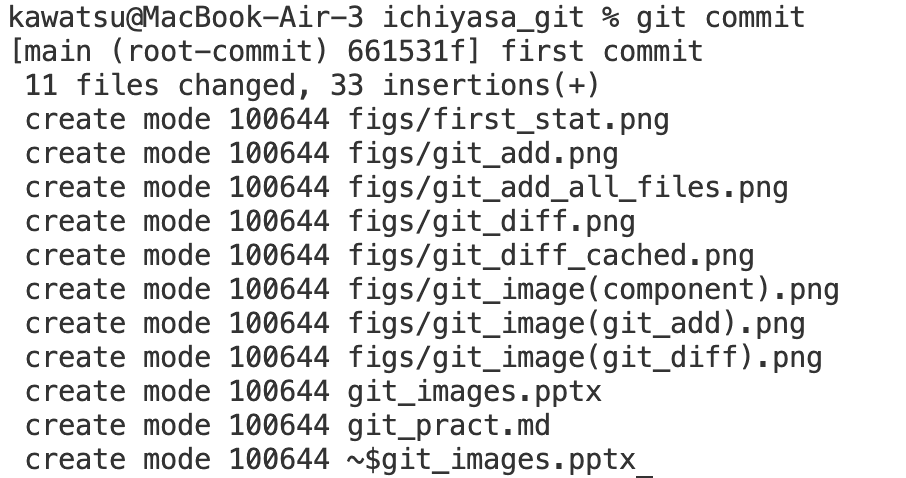 kawatsu@MacBook-Air-3 ichiyasa_git % git commit
[main (root-commit) 661531f] first commit
 11 files changed, 33 insertions(+)
 create mode 100644 figs/first_stat.png
 create mode 100644 figs/git_add.png
 create mode 100644 figs/git_add_all_files.png
 create mode 100644 figs/git_diff.png
 create mode 100644 figs/git_diff_cached.png
 create mode 100644 figs/git_image(component).png
 create mode 100644 figs/git_image(git_add).png
 create mode 100644 figs/git_image(git_diff).png
 create mode 100644 git_images.pptx
 create mode 100644 git_pract.md
 create mode 100644 ~$git_images.pptx_